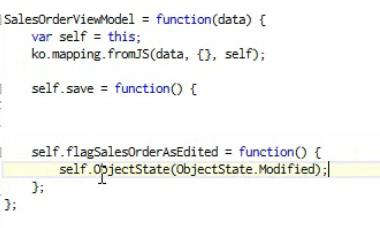 SalesOrderViewModel = function(data) {
var self = this;
ko.mapping.fromJS(data, {}, self);
self.save = function() {
self.flagSalesOrderAsEdited = function() {
self.ObjectState(ObjectState.Modified);
};
};